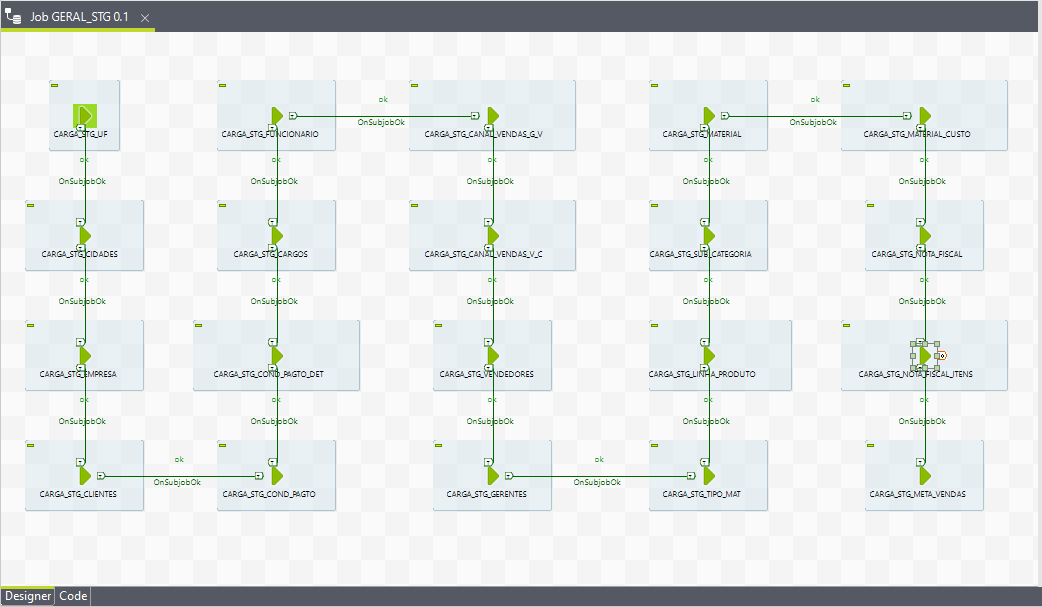 Job GERAL_STG 0.1
ok
ok
OnSubjobOk
OnSubjobOk
CARGA_STG_UF
CARGA_STG_FUNCIONARIO
CARGA_STG_CANAL_VENDAS_G_V
CARGA_STG_MATERIAL
CARGA_STG_MATERIAL_CUSTO
ok
ok
ok
ok
ok
OnSubjobOk
OnSubjobOk
OnSubjobOk
OnSubjobOk
OnSubjobOk
CARGA_STG_CIDADES
CARGA_STG_CARGOS
CARGA_STG_CANAL_VENDAS_V_C
CARGA_STG_SUB_CATEGORIA
CARGA_STG_NOTA_FISCAL
ok
ok
ok
ok
ok
OnSubjobOk
OnSubjobOk
OnSubjobOk
OnSubjobOk
OnSubjobOk
CARGA_STG_EMPRESA
CARGA_STG_COND_PAGTO_DET
CARGA_STG_VENDEDORES
CARGA_STG_LINHA_PRODUTO
CARGA_STG_NOTA_FISCAL_ITENS
ok
ok
ok
ok
ok
OnSubjobOk
OnSubjobOk
OnSubjobOk
OnSubjobOk
OnSubjobOk
ok
ok
OnSubjobOk
OnSubjobOk
CARGA_STG_CLIENTES
CARGA_STG_COND_PAGTO
CARGA_STG_GERENTES
CARGA_STG_TIPO_MAT
CARGA_STG_META_VENDAS
Designer
Code